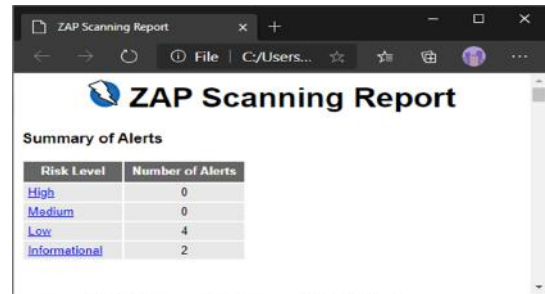 ZAP Scanning Report
File | C:/Users...
ZAP Scanning Report
Summary of Alerts
Risk Level Number of Alerts
High 0
Medium 0
Low 4
Informational 2